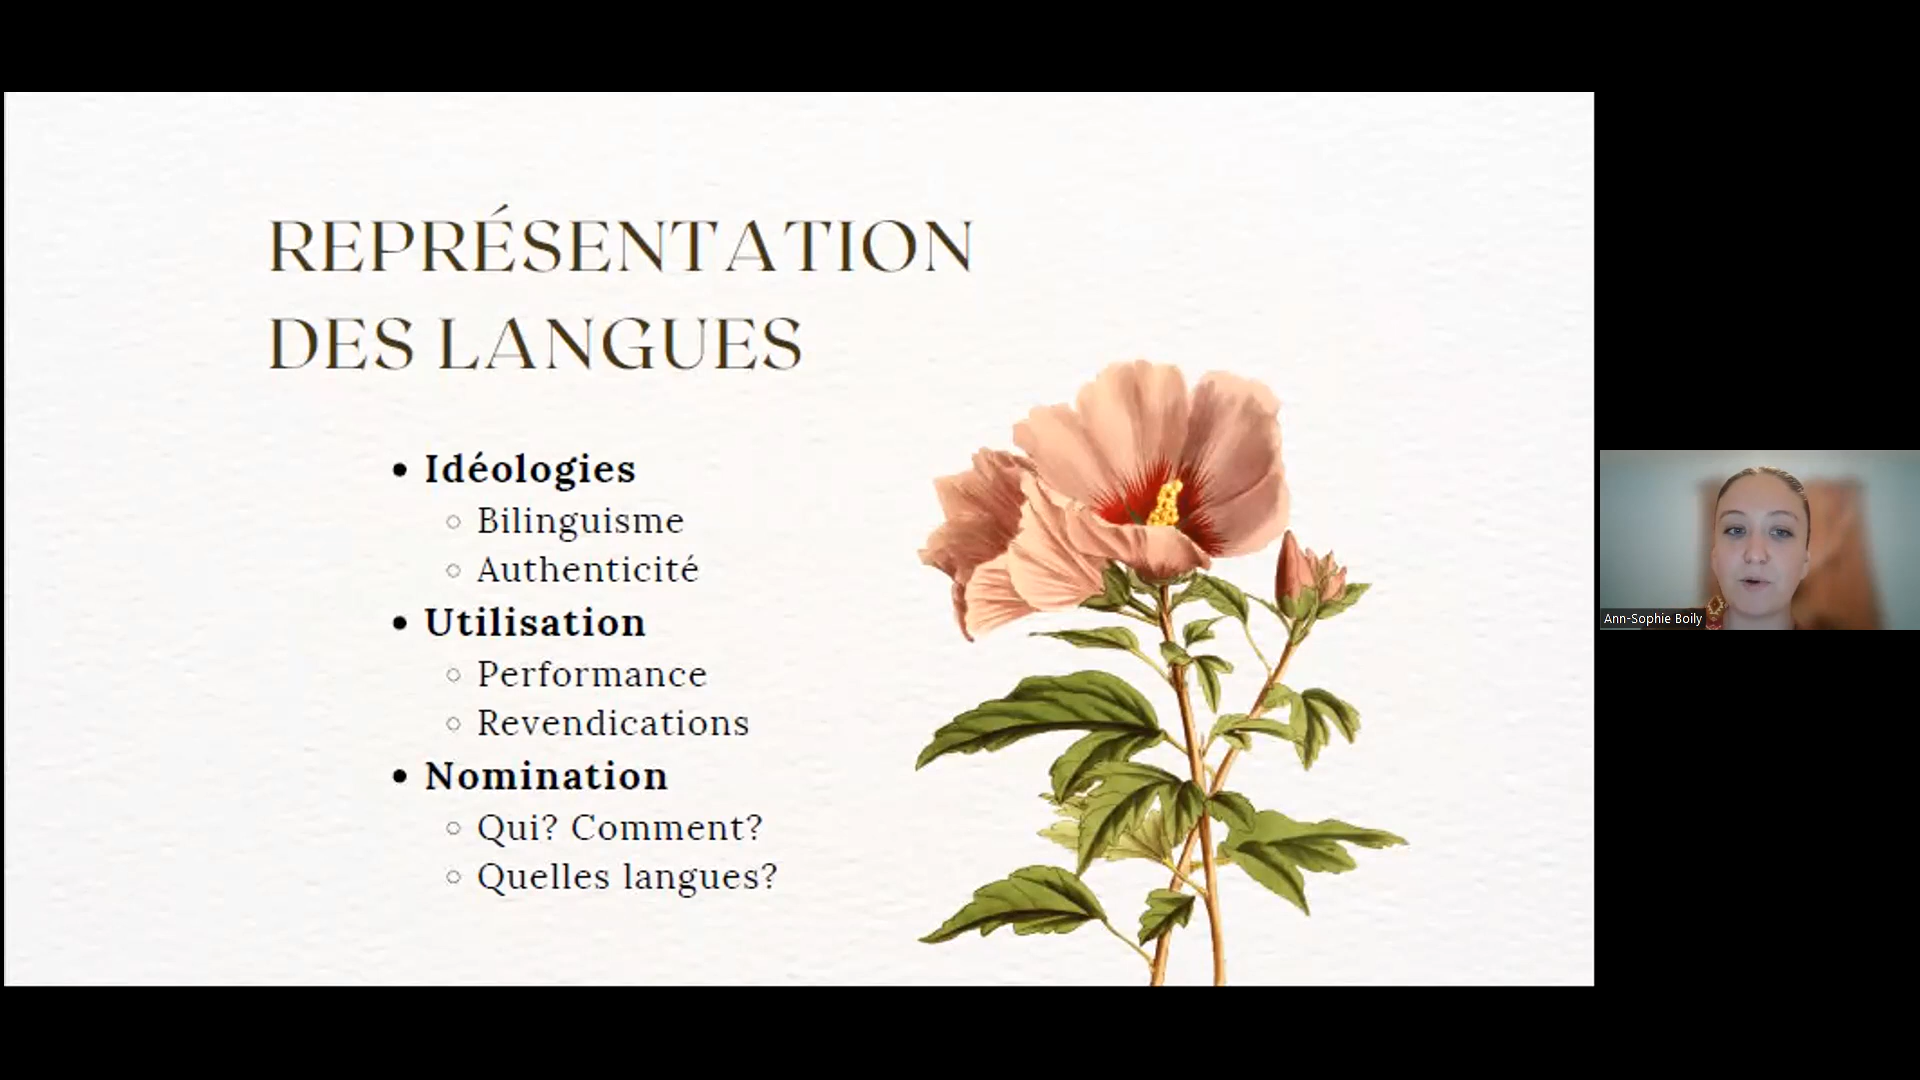 REPRÉSENTATION
DES LANGUES
Idéologies
Bilinguisme
Authenticité
Utilisation
Performance
Revendications
Nomination
Qui? Comment?
Quelles langues?
Ann-Sophie Boily